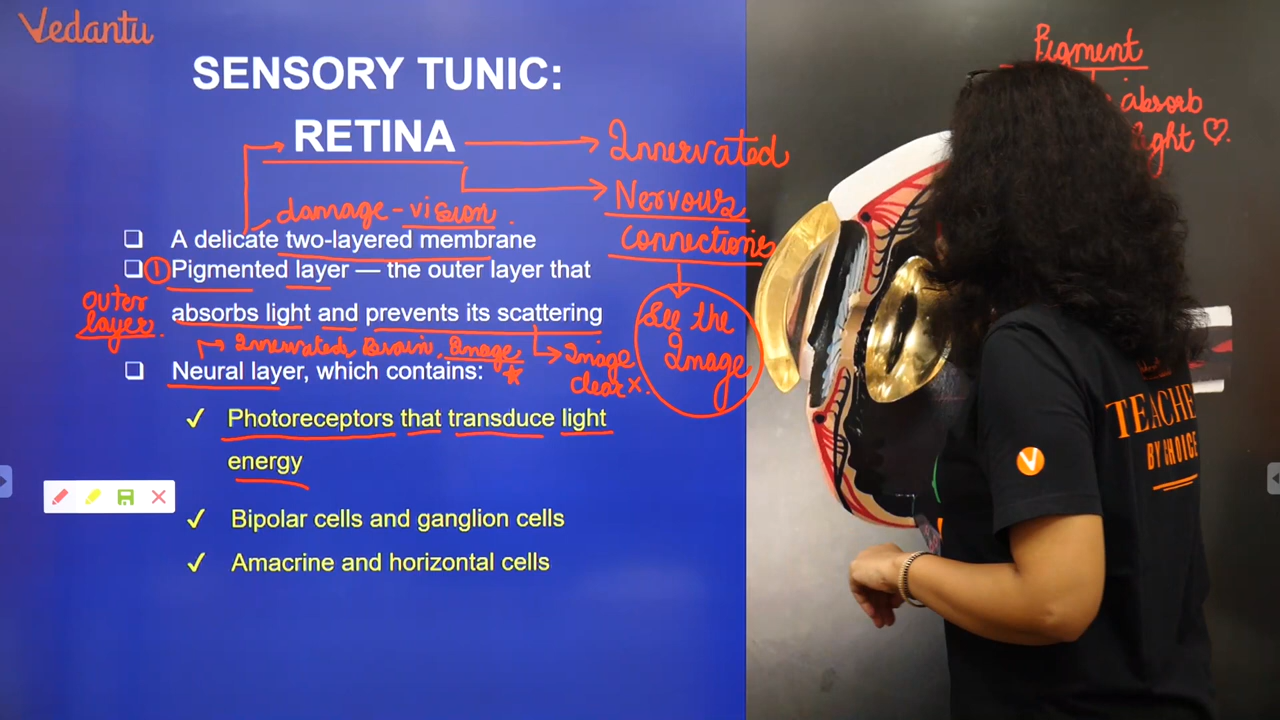 Vedantu
SENSORY TUNIC:
RETINA
Innervated
Nervous
Connections
See the
Image
damage - vision
❑ A delicate two-layered membrane
❑ ① Pigmented layer — the outer layer that
absorbs light and prevents its scattering
outer
layer
Innervated, Brain, Image
Image
clear x
❑ Neural layer, which contains:
✓ Photoreceptors that transduce light
energy
✓ Bipolar cells and ganglion cells
✓ Amacrine and horizontal cells
Pigment
absorb
V
BY CHOICE